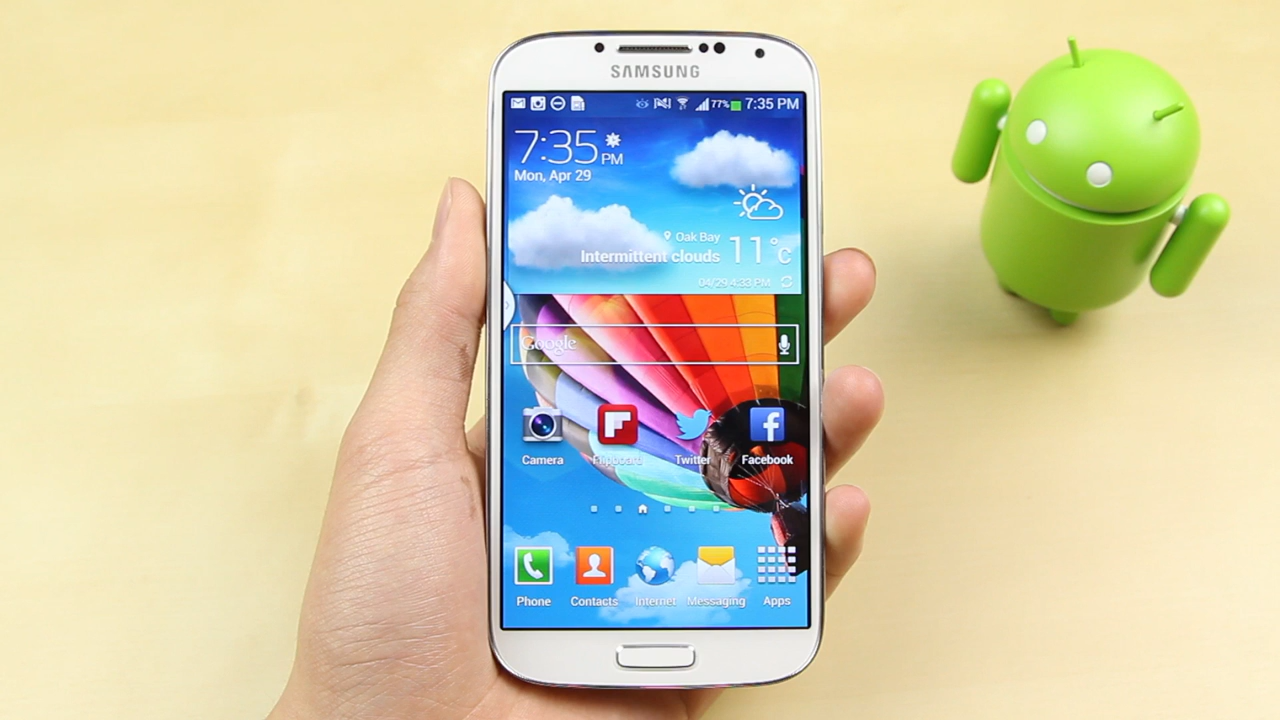 SAMSUNG
77% 7:35 PM
7:35 PM
Mon, Apr 29
Oak Bay
Intermittent clouds 11°C
04/29 4:33 PM
Google
Camera Flipboard Twitter Facebook
Phone Contacts Internet Messaging Apps